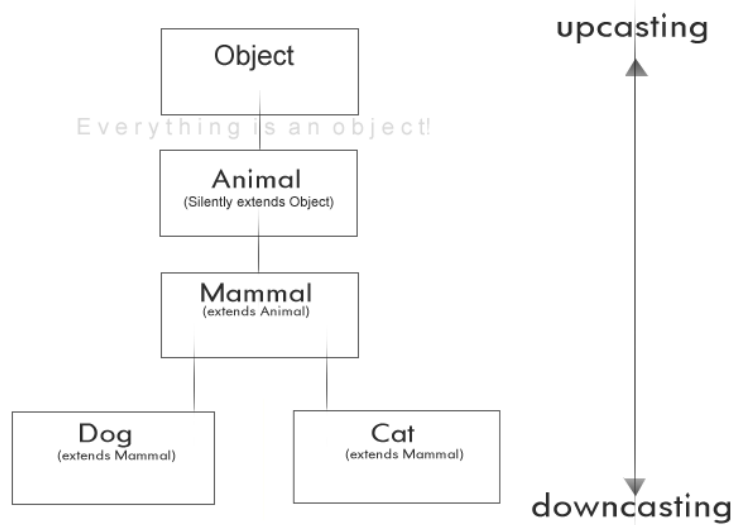 Object
upcasting
Everything is an object!
Animal
(Silently extends Object)
Mammal
(extends Animal)
Dog
(extends Mammal)
Cat
(extends Mammal)
downcasting